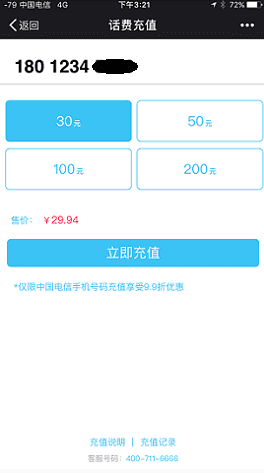 -79 中国电信 4G 下午3:21 72%
返回 话费充值
180 1234
30元 50元
100元 200元
售价： ￥29.94
立即充值
*仅限中国电信手机号码充值享受9.9折优惠
充值说明 | 充值记录
客服号码：400-711-6666